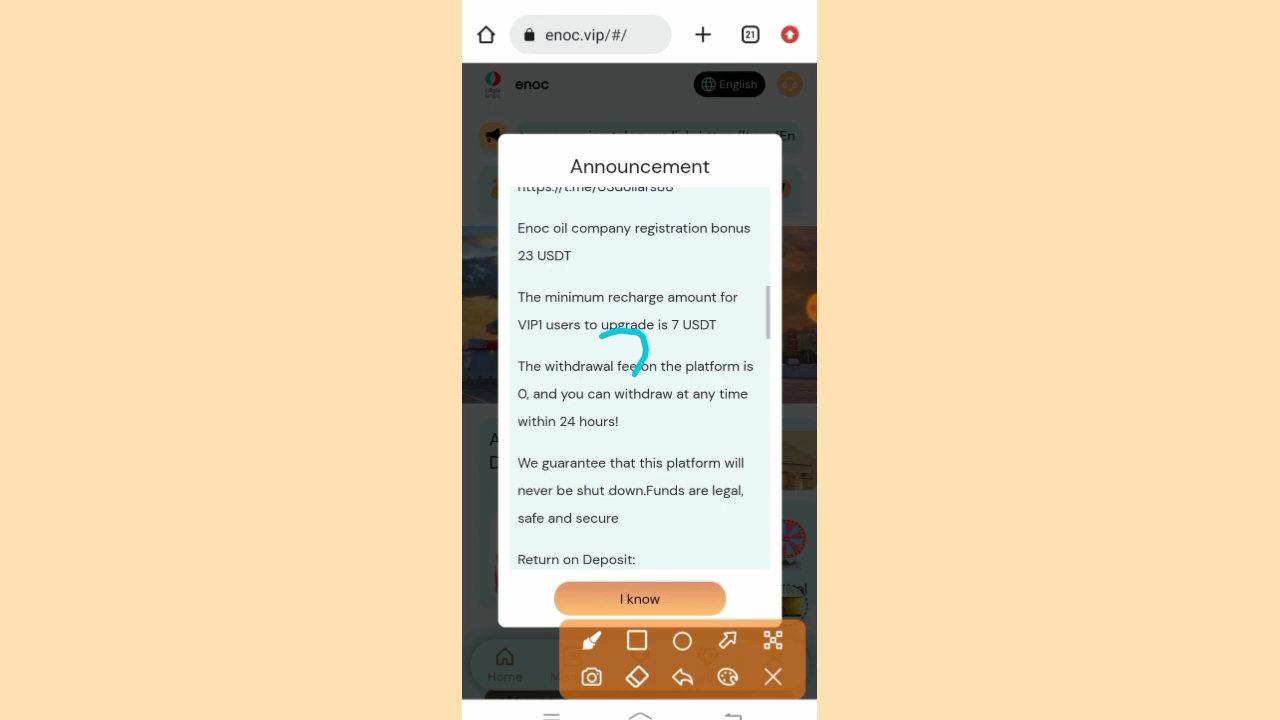 enoc.vip/#/
21
enoc
English
En
Announcement
https://t.me/USdollars88
Enoc oil company registration bonus
23 USDT
The minimum recharge amount for
VIP1 users to upgrade is 7 USDT
The withdrawal fee on the platform is
0, and you can withdraw at any time
within 24 hours!
We guarantee that this platform will
never be shut down.Funds are legal,
safe and secure
Return on Deposit:
I know
Home